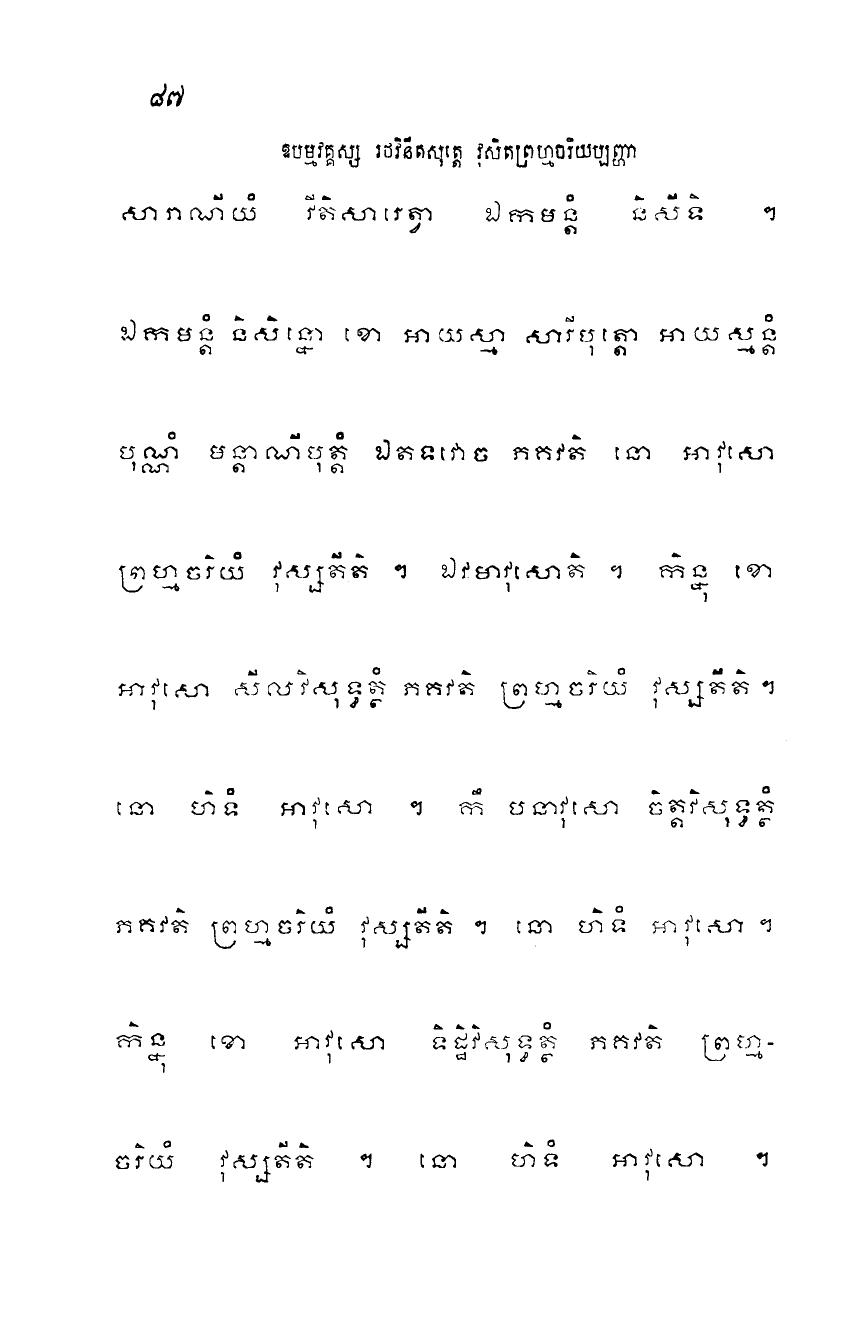 ៨៧
ឱបម្មវគ្គស្ស រថវិនីតសុត្តេ វុសិតព្រហ្មចរិយប្បញ្ហា
សារាណីយំ វីតិសារេត្វា ឯកមន្តំ និសីទិ ។
ឯកមន្តំ និសិន្នោ ខោ អាយស្មា សារីបុត្តោ អាយស្មន្តំ
បុណ្ណំ មន្តាណីបុត្តំ ឯតទវោច ភគវតិ នោ អាវុសោ
ព្រហ្មចរិយំ វុស្សតីតិ ។ ឯវមាវុសោតិ ។ កិន្នុ ខោ
អាវុសោ សីលវិសុទ្ធត្ថំ ភគវតិ ព្រហ្មចរិយំ វុស្សតីតិ ។
នោ ហិទំ អាវុសោ ។ កឹ បនាវុសោ ចិត្តវិសុទ្ធត្ថំ
ភគវតិ ព្រហ្មចរិយំ វុស្សតីតិ ។ នោ ហិទំ អាវុសោ ។
កិន្នុ ខោ អាវុសោ ទិដ្ឋិវិសុទ្ធត្ថំ ភគវតិ ព្រហ្ម-
ចរិយំ វុស្សតីតិ ។ នោ ហិទំ អាវុសោ ។